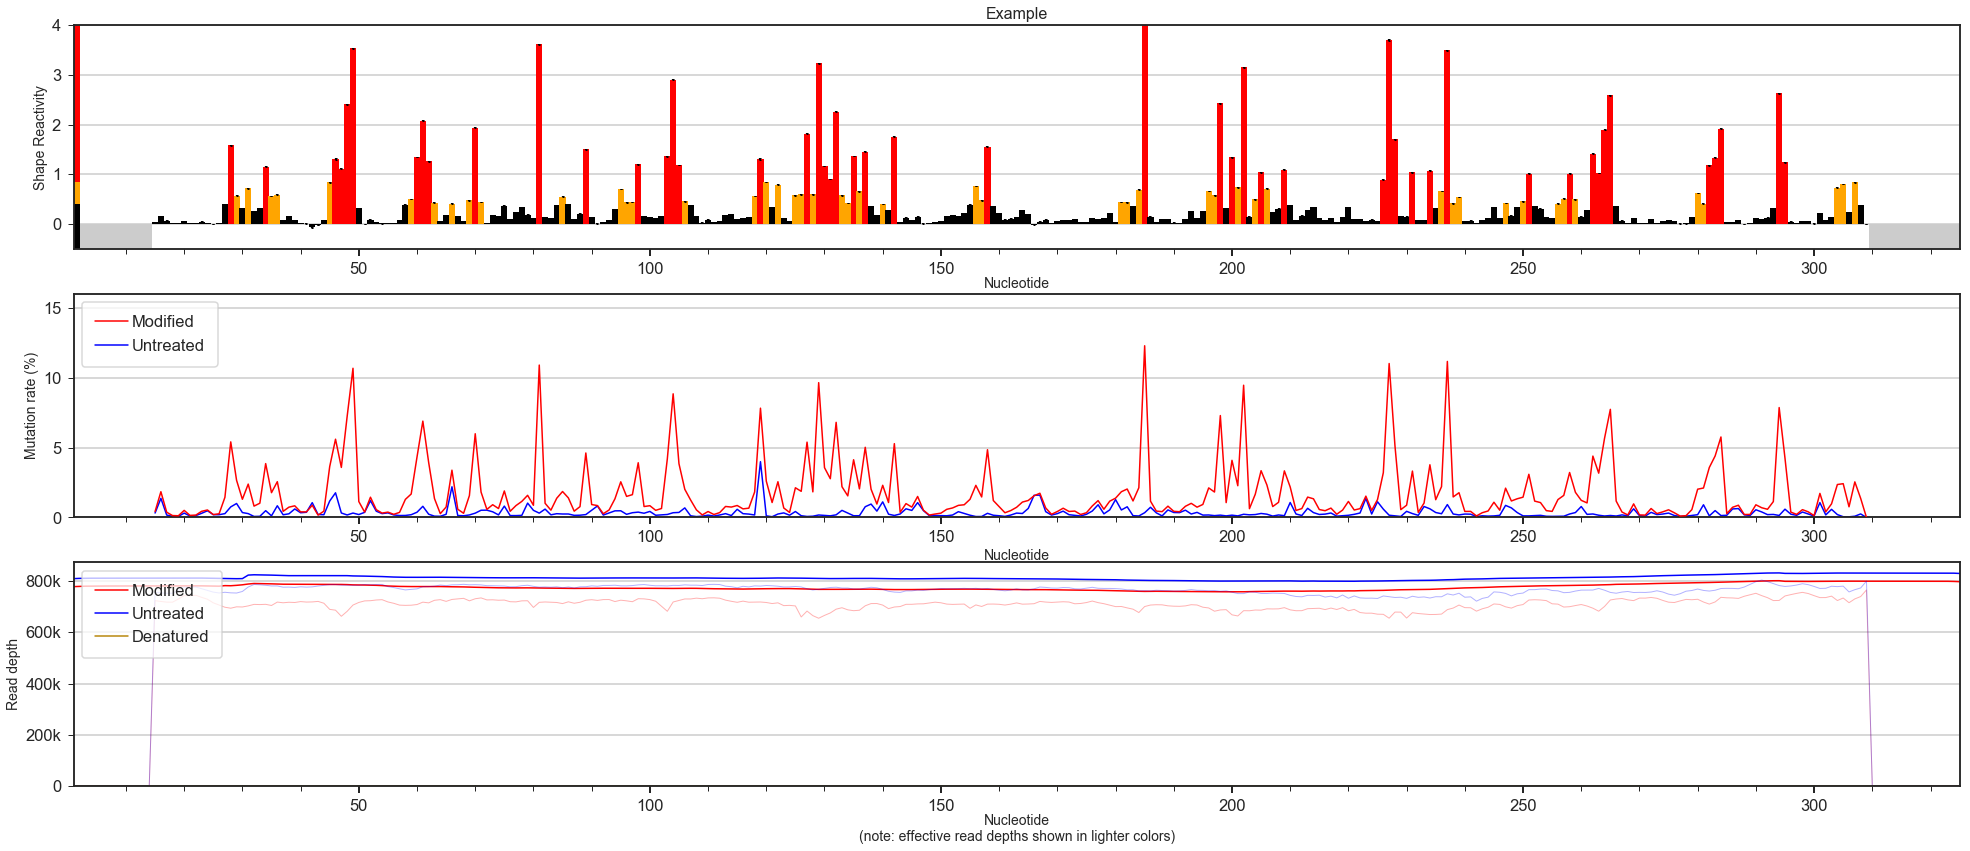 Example
4
3
2
1
0
Shape Reactivity
50 100 150 200 250 300
Nucleotide
15
10
5
0
Mutation rate (%)
Modified
Untreated
50 100 150 200 250 300
Nucleotide
800k
600k
400k
200k
0
Read depth
Modified
Untreated
Denatured
50 100 150 200 250 300
Nucleotide
(note: effective read depths shown in lighter colors)